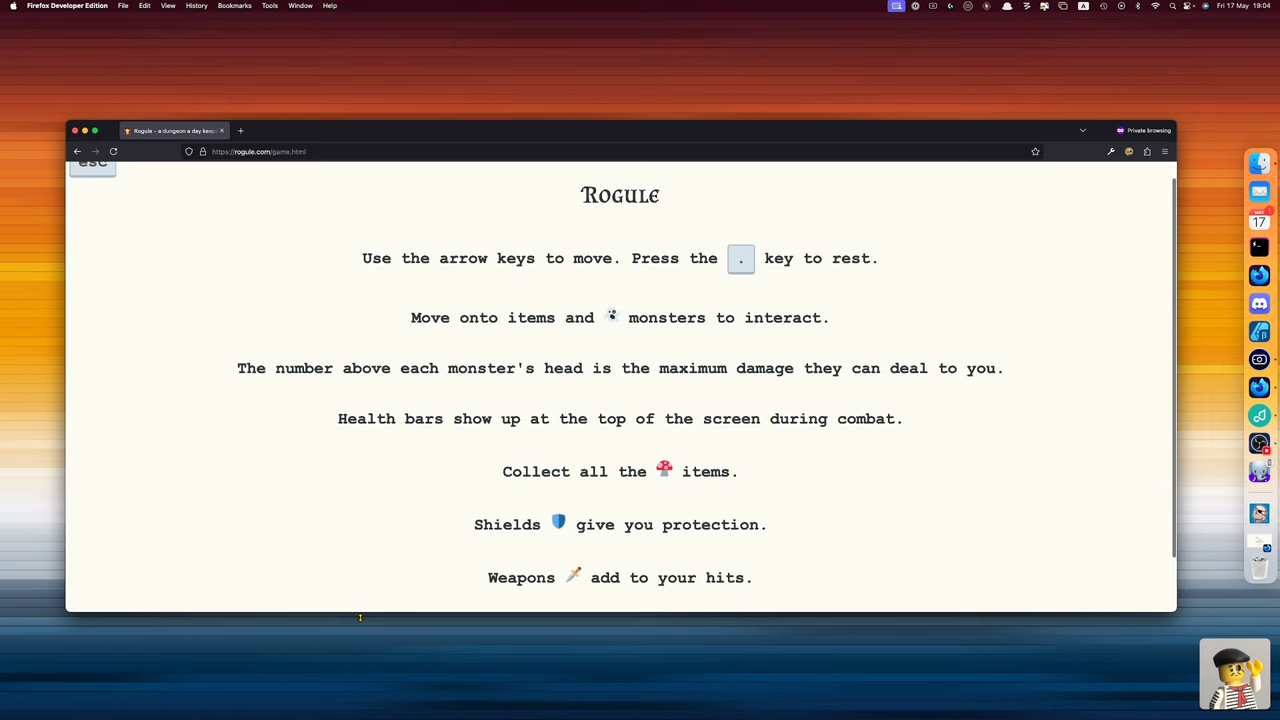 Firefox Developer Edition File Edit View History Bookmarks Tools Window Help
A
Fri 17 May 19:04
Rogule - a dungeon a day keeps
Private browsing
https://rogule.com/game.html
esc
Rogule
Use the arrow keys to move. Press the . key to rest.
Move onto items and monsters to interact.
The number above each monster's head is the maximum damage they can deal to you.
Health bars show up at the top of the screen during combat.
Collect all the items.
Shields give you protection.
Weapons add to your hits.
17